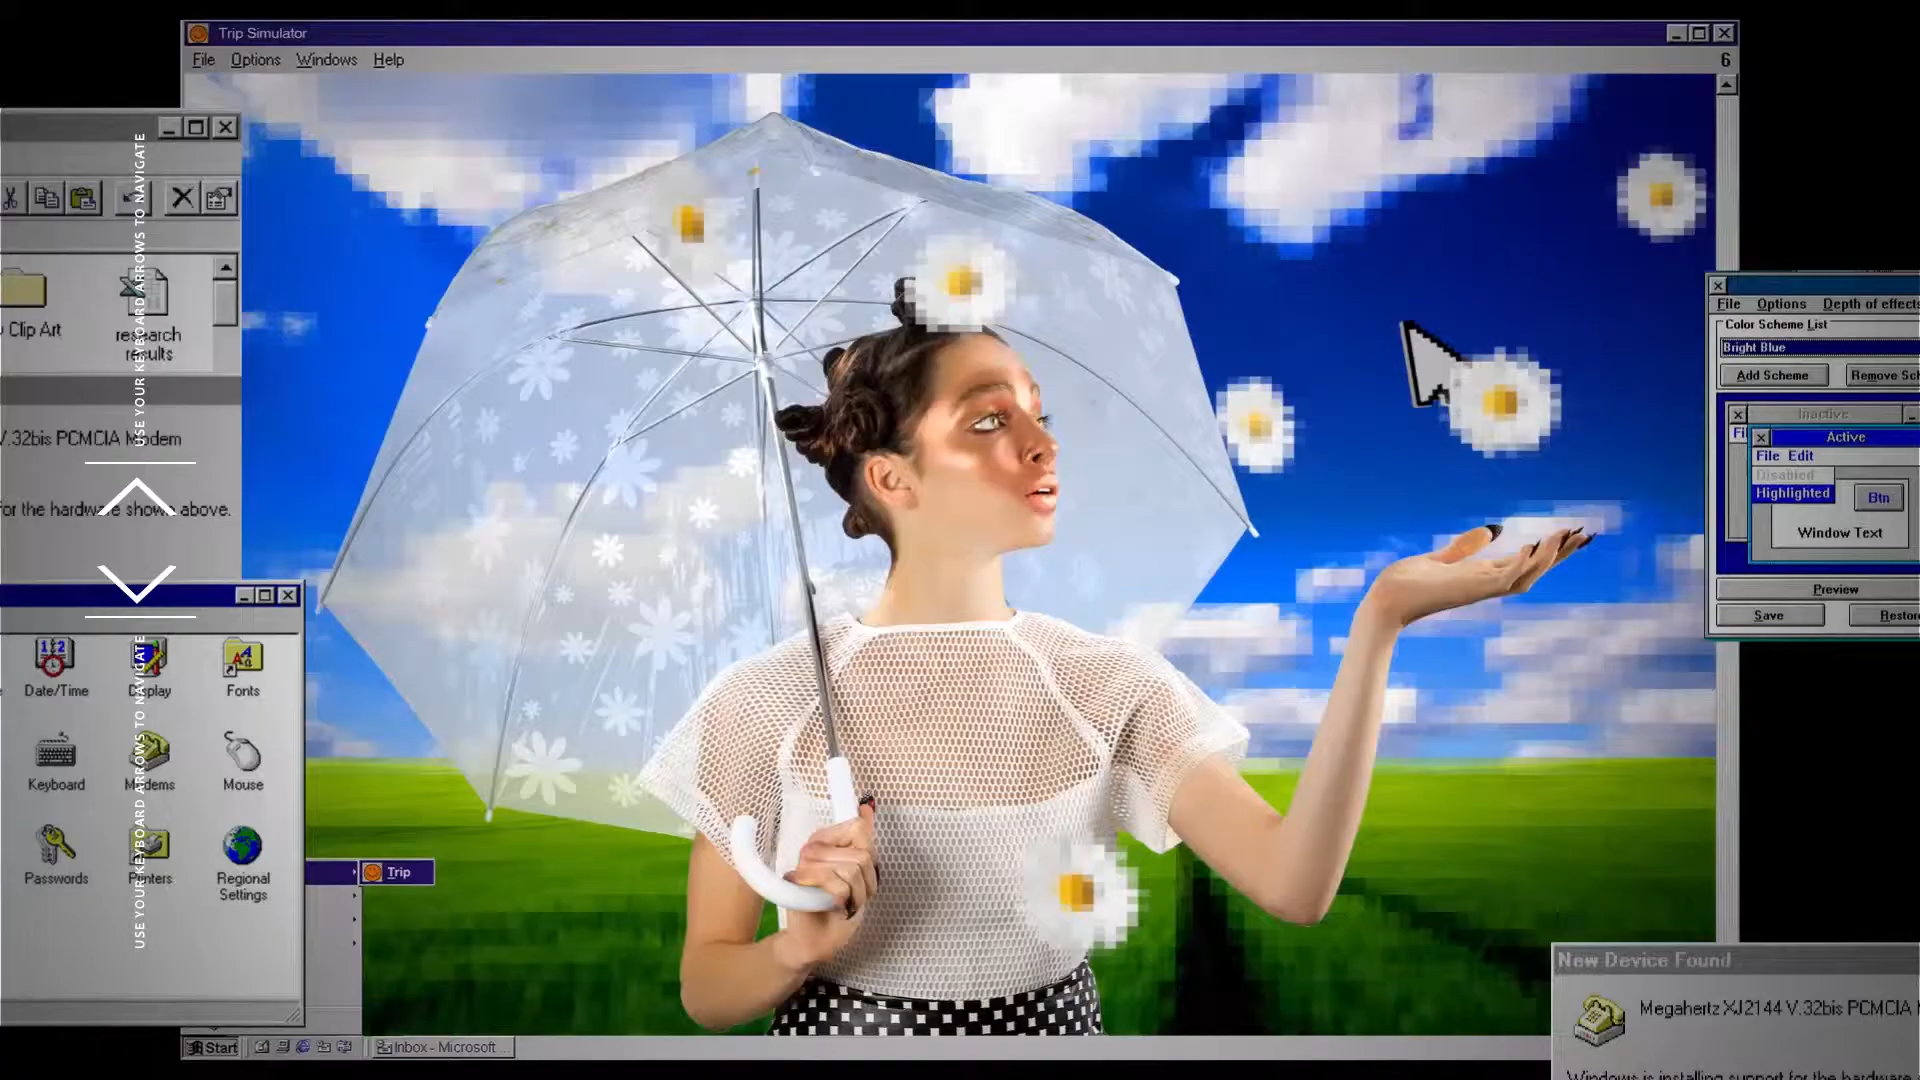 Trip Simulator
File Options Windows Help
6
USE YOUR KEYBOARD ARROWS TO NAVIGATE
Clip Art
research
results
V.32bis PCMCIA Modem
for the hardware shown above.
USE YOUR KEYBOARD ARROWS TO NAVIGATE
Date/Time
Display
Fonts
Keyboard
Modems
Mouse
Passwords
Printers
Regional
Settings
Trip
Start
Inbox - Microsoft ...
File Options Depth of effects
Color Scheme List
Bright Blue
Add Scheme
Remove Sch
Inactive
Fi
Active
File Edit
Disabled
Highlighted
Btn
Window Text
Preview
Save
Restore
New Device Found
Megahertz XJ2144 V.32bis PCMCIA
Windows is installing support for the hardware